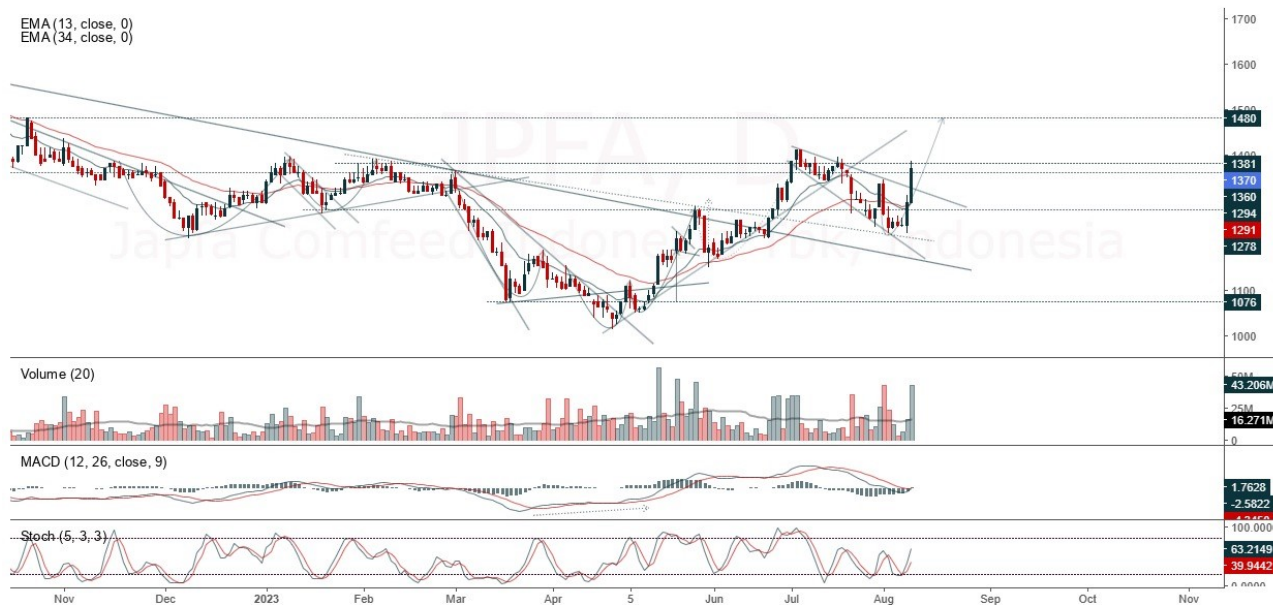 EMA (13, close, 0)
EMA (34, close, 0)
JPFA, D
Japfa Comfeed Indonesia Tbk, Indonesia
1700
1600
1480
1381
1370
1360
1294
1291
1278
1100
1076
1000
Volume (20)
43.206M
25M
16.271M
0
MACD (12, 26, close, 9)
1.7628
-2.5822
Stoch (5, 3, 3)
100.000
63.2149
39.9442
Nov Dec 2023 Feb Mar Apr 5 Jun Jul Aug Sep Oct Nov